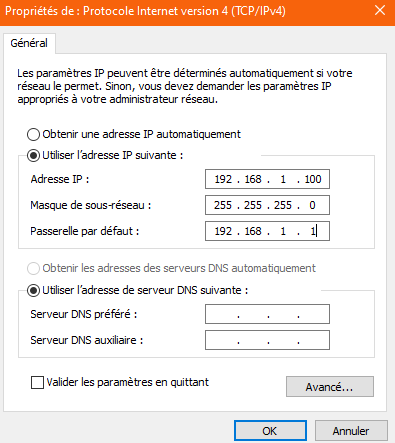 Propriétés de : Protocole Internet version 4 (TCP/IPv4)
Général
Les paramètres IP peuvent être déterminés automatiquement si votre
réseau le permet. Sinon, vous devez demander les paramètres IP
appropriés à votre administrateur réseau.
Obtenir une adresse IP automatiquement
Utiliser l'adresse IP suivante :
Adresse IP : 192 . 168 . 1 . 100
Masque de sous-réseau : 255 . 255 . 255 . 0
Passerelle par défaut : 192 . 168 . 1 . 1
Obtenir les adresses des serveurs DNS automatiquement
Utiliser l'adresse de serveur DNS suivante :
Serveur DNS préféré : . . .
Serveur DNS auxiliaire : . . .
Valider les paramètres en quittant
Avancé...
OK Annuler